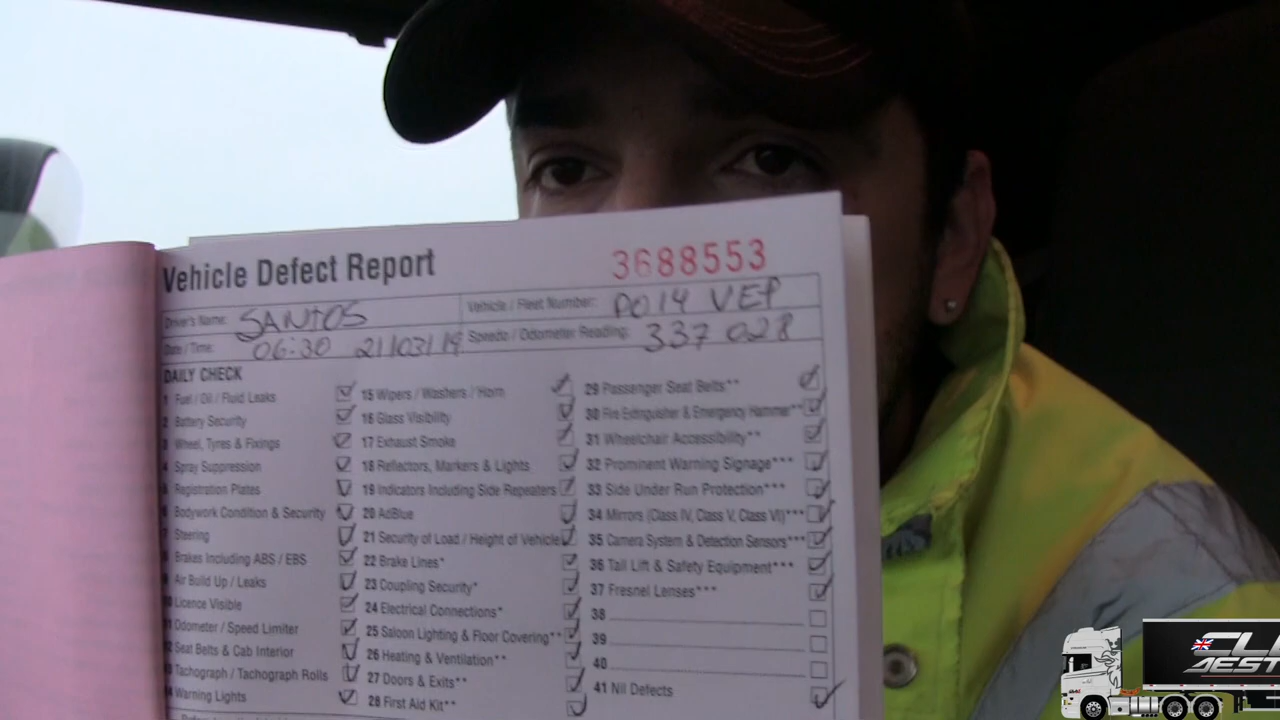 Vehicle Defect Report 3688553
Driver's Name: SANTOS Vehicle / Fleet Number: PO14 VEP
Date / Time: 06:30 21/03/19 Speedo / Odometer Reading: 337 028
DAILY CHECK
1 Fuel / Oil / Fluid Leaks
2 Battery Security
3 Wheel, Tyres & Fixings
4 Spray Suppression
5 Registration Plates
6 Bodywork Condition & Security
7 Steering
8 Brakes Including ABS / EBS
9 Air Build Up / Leaks
10 Licence Visible
11 Odometer / Speed Limiter
12 Seat Belts & Cab Interior
13 Tachograph / Tachograph Rolls
14 Warning Lights
15 Wipers / Washers / Horn
16 Glass Visibility
17 Exhaust Smoke
18 Reflectors, Markers & Lights
19 Indicators Including Side Repeaters
20 AdBlue
21 Security of Load / Height of Vehicle
22 Brake Lines*
23 Coupling Security*
24 Electrical Connections*
25 Saloon Lighting & Floor Covering**
26 Heating & Ventilation**
27 Doors & Exits**
28 First Aid Kit**
29 Passenger Seat Belts**
30 Fire Extinguisher & Emergency Hammer**
31 Wheelchair Accessibility**
32 Prominent Warning Signage***
33 Side Under Run Protection***
34 Mirrors (Class IV, Class V, Class VI)***
35 Camera System & Detection Sensors***
36 Tail Lift & Safety Equipment***
37 Fresnel Lenses***
38
39
40
41 Nil Defects